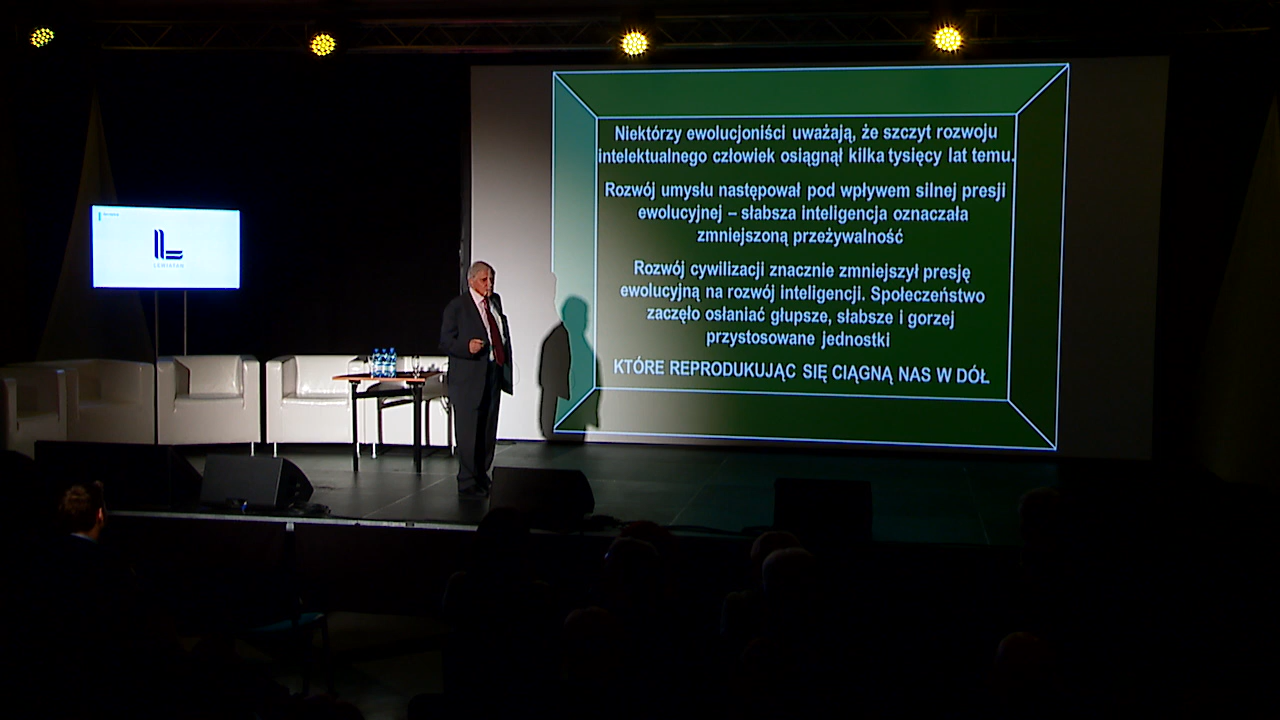 Niektórzy ewolucjoniści uważają, że szczyt rozwoju
intelektualnego człowiek osiągnął kilka tysięcy lat temu.
Rozwój umysłu następował pod wpływem silnej presji
ewolucyjnej – słabsza inteligencja oznaczała
zmniejszoną przeżywalność
Rozwój cywilizacji znacznie zmniejszył presję
ewolucyjną na rozwój inteligencji. Społeczeństwo
zaczęło osłaniać głupsze, słabsze i gorzej
przystosowane jednostki
KTÓRE REPRODUKUJĄC SIĘ CIĄGNĄ NAS W DÓŁ
LEWIATAN